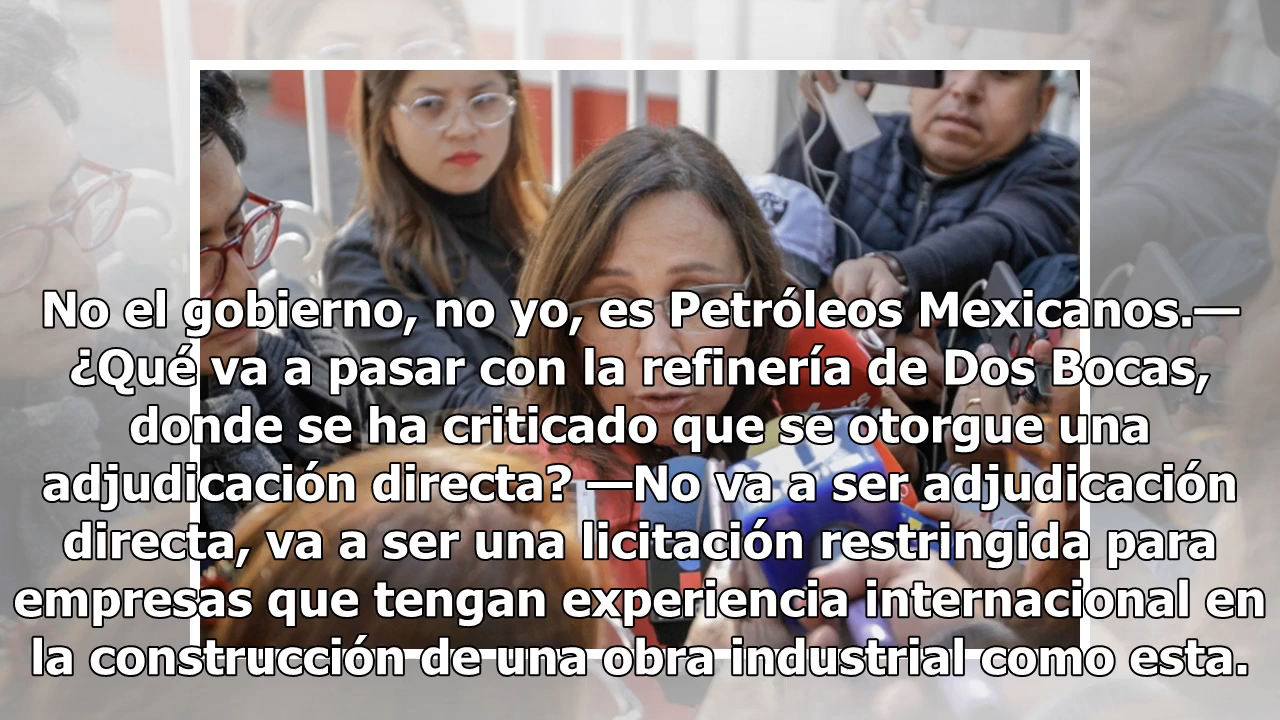 No el gobierno, no yo, es Petróleos Mexicanos.—
¿Qué va a pasar con la refinería de Dos Bocas,
donde se ha criticado que se otorgue una
adjudicación directa? —No va a ser adjudicación
directa, va a ser una licitación restringida para
empresas que tengan experiencia internacional en
la construcción de una obra industrial como esta.